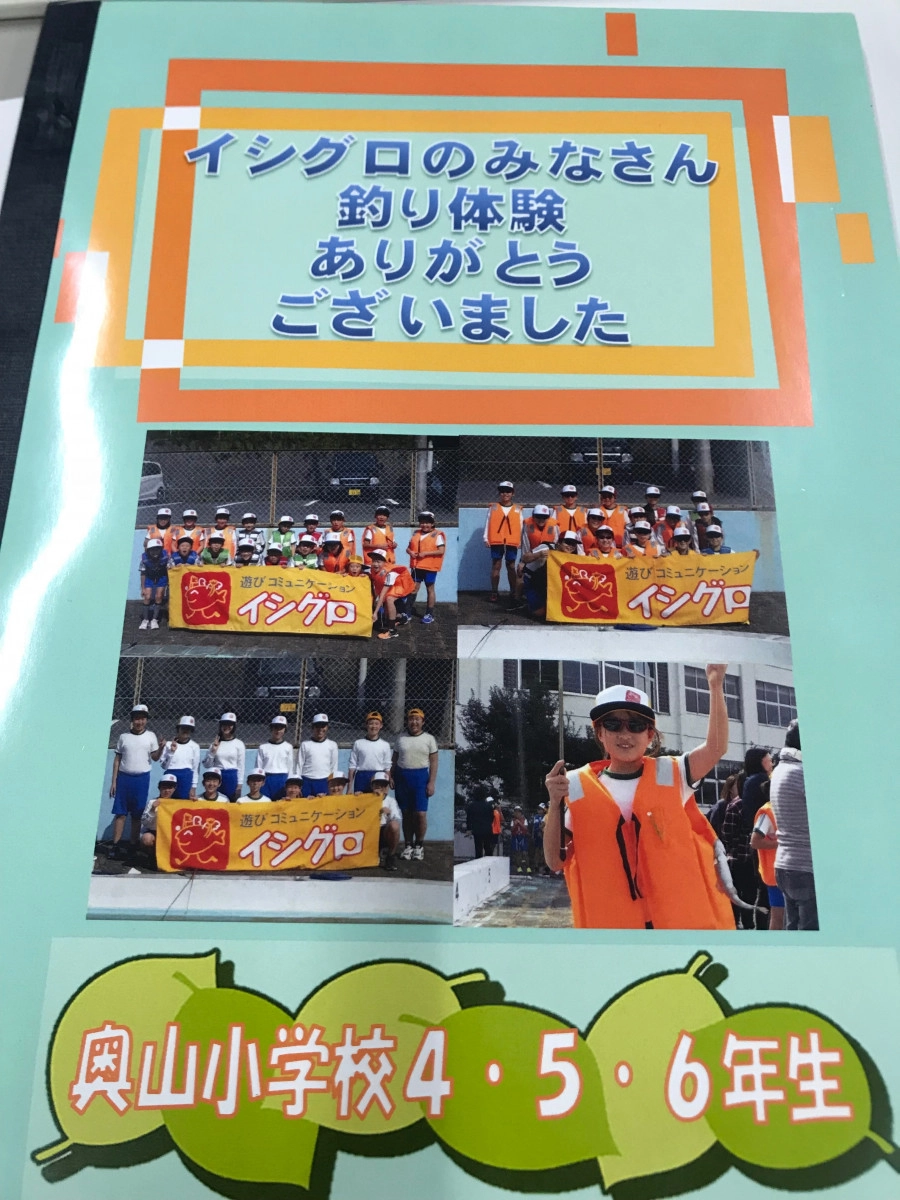 イシグロのみなさん
釣り体験
ありがとう
ございました
遊びコミュニケーション
イシグロ
遊びコミュニケーション
イシグロ
遊びコミュニケーション
イシグロ
奥山小学校4・5・6年生